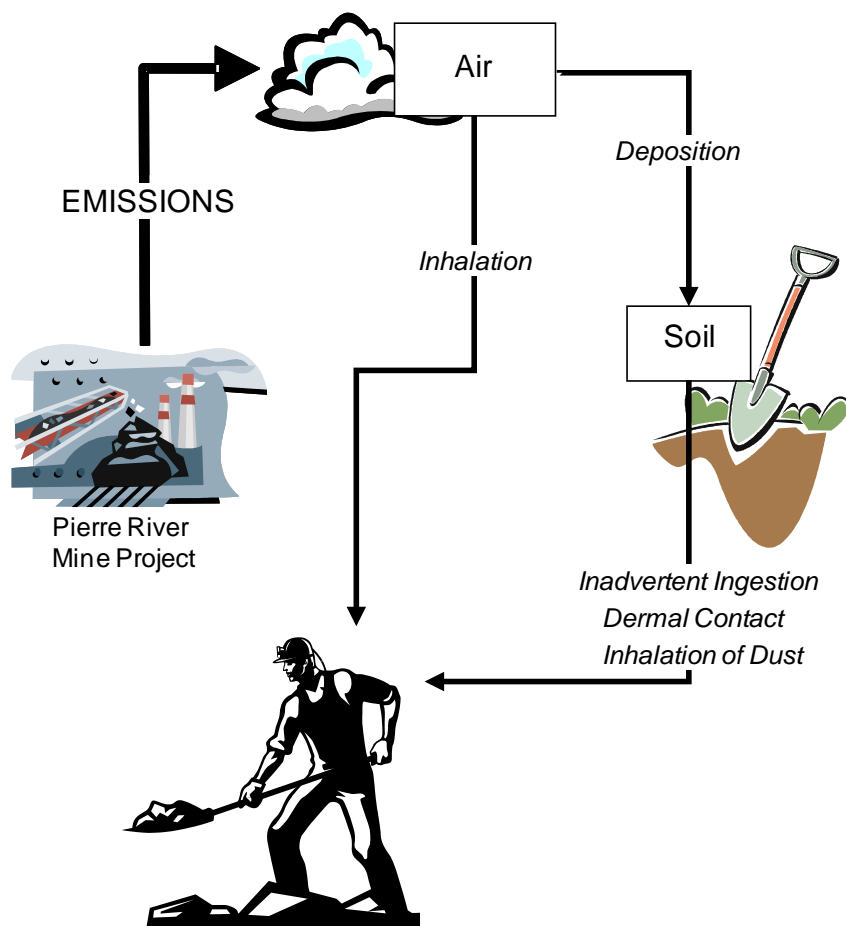 Air
Deposition
EMISSIONS
Inhalation
Soil
Pierre River
Mine Project
Inadvertent Ingestion
Dermal Contact
Inhalation of Dust